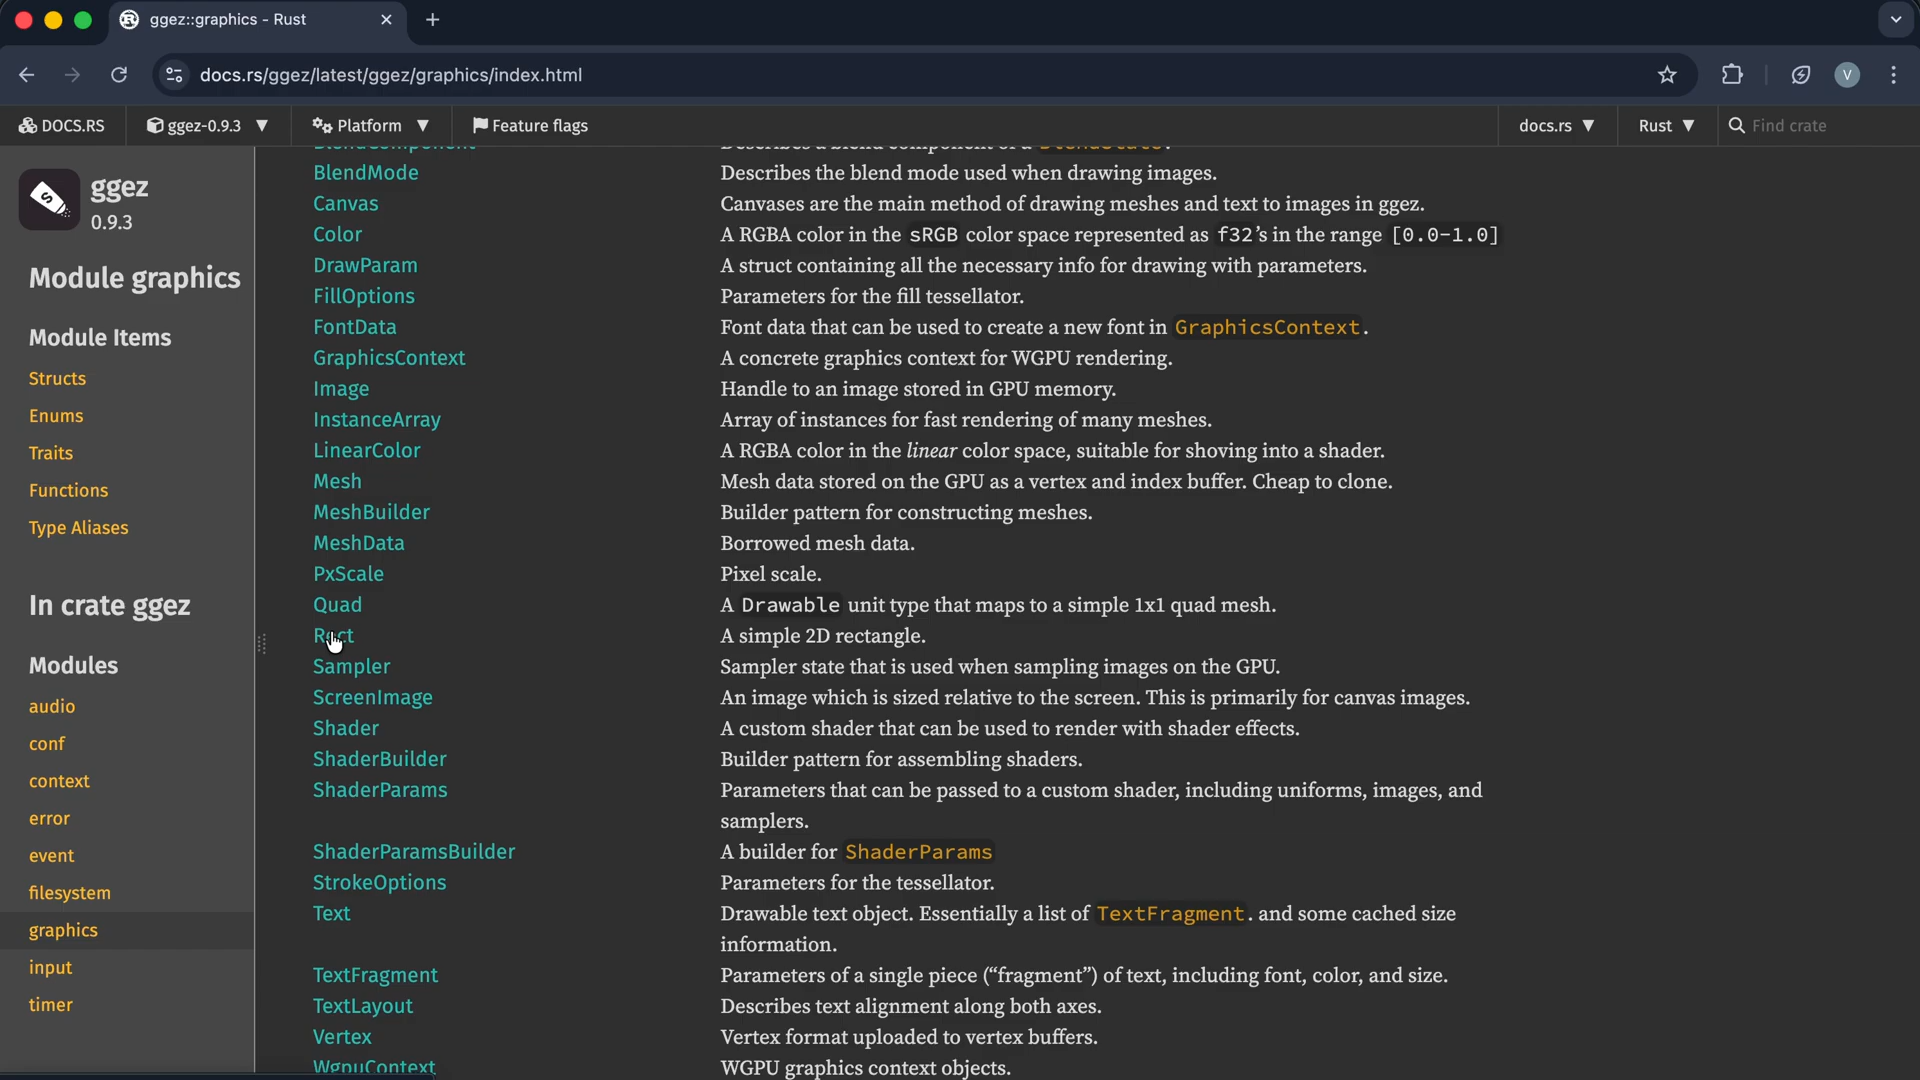 ggez::graphics - Rust
docs.rs/ggez/latest/ggez/graphics/index.html
V
DOCS.RS
ggez-0.9.3
Platform
Feature flags
docs.rs
Rust
Find crate
ggez
0.9.3
Module graphics
Module Items
Structs
Enums
Traits
Functions
Type Aliases
In crate ggez
Modules
audio
conf
context
error
event
filesystem
graphics
input
timer
BlendComponent Describes a blend component of a BlendState.
BlendMode Describes the blend mode used when drawing images.
Canvas Canvases are the main method of drawing meshes and text to images in ggez.
Color A RGBA color in the sRGB color space represented as f32’s in the range [0.0-1.0]
DrawParam A struct containing all the necessary info for drawing with parameters.
FillOptions Parameters for the fill tessellator.
FontData Font data that can be used to create a new font in GraphicsContext.
GraphicsContext A concrete graphics context for WGPU rendering.
Image Handle to an image stored in GPU memory.
InstanceArray Array of instances for fast rendering of many meshes.
LinearColor A RGBA color in the linear color space, suitable for shoving into a shader.
Mesh Mesh data stored on the GPU as a vertex and index buffer. Cheap to clone.
MeshBuilder Builder pattern for constructing meshes.
MeshData Borrowed mesh data.
PxScale Pixel scale.
Quad A Drawable unit type that maps to a simple 1x1 quad mesh.
Rect A simple 2D rectangle.
Sampler Sampler state that is used when sampling images on the GPU.
ScreenImage An image which is sized relative to the screen. This is primarily for canvas images.
Shader A custom shader that can be used to render with shader effects.
ShaderBuilder Builder pattern for assembling shaders.
ShaderParams Parameters that can be passed to a custom shader, including uniforms, images, and
samplers.
ShaderParamsBuilder A builder for ShaderParams
StrokeOptions Parameters for the tessellator.
Text Drawable text object. Essentially a list of TextFragment. and some cached size
information.
TextFragment Parameters of a single piece (“fragment”) of text, including font, color, and size.
TextLayout Describes text alignment along both axes.
Vertex Vertex format uploaded to vertex buffers.
WgpuContext WGPU graphics context objects.